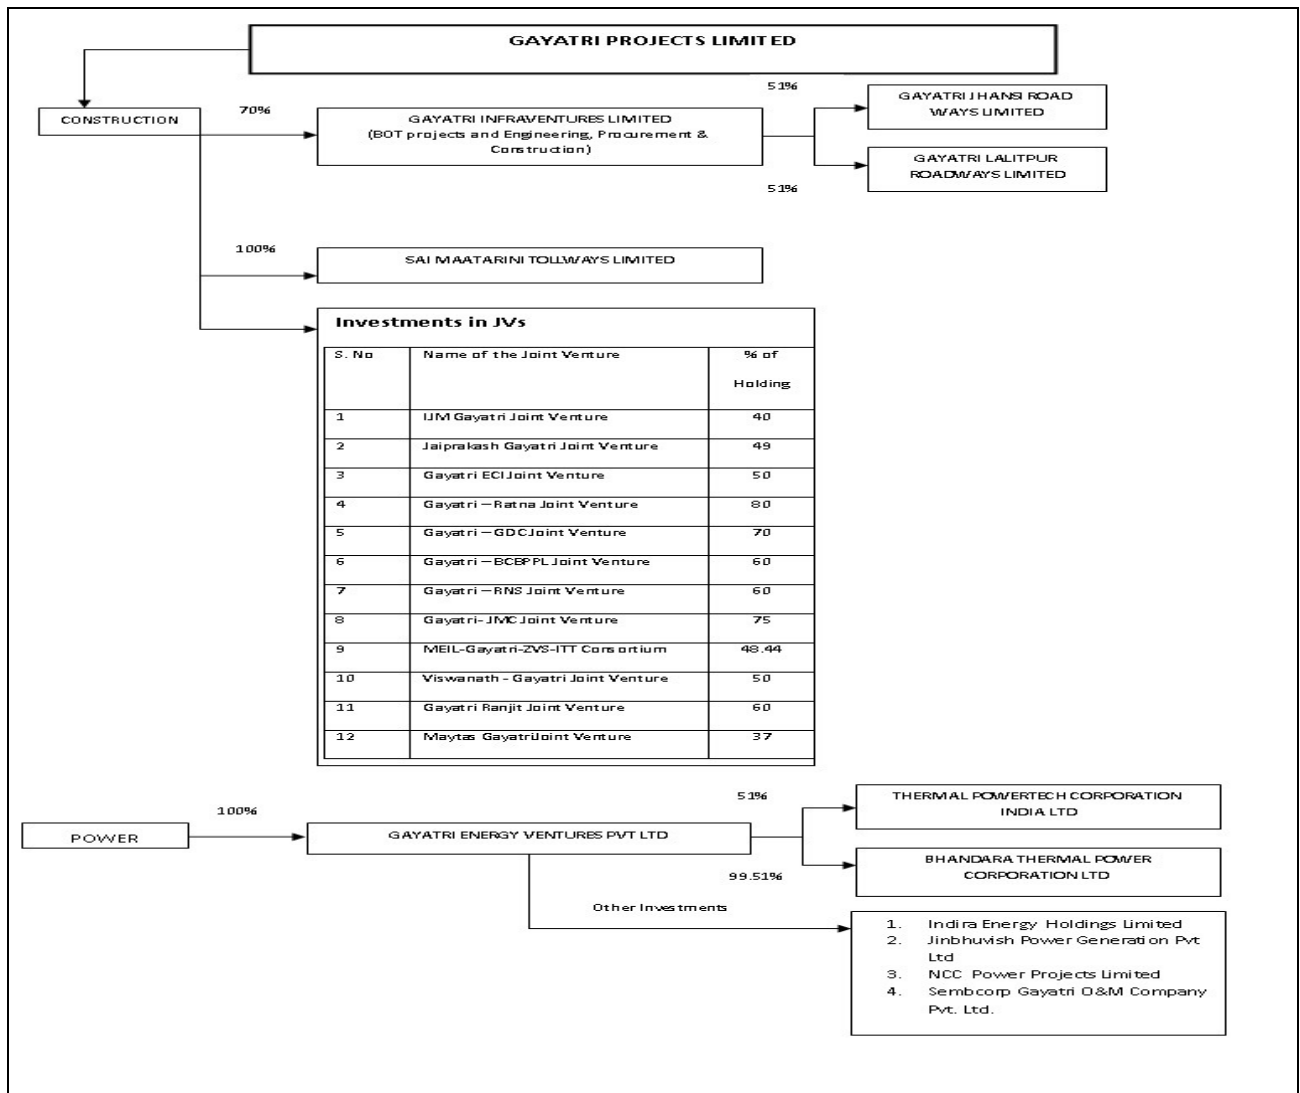 GAYATRI PROJECTS LIMITED
CONSTRUCTION
70%
GAYATRI INFRAVENTURES LIMITED
(BOT projects and Engineering, Procurement &
Construction)
51%
GAYATRI JHANSI ROAD
WAYS LIMITED
GAYATRI LALITPUR
ROADWAYS LIMITED
51%
100%
SAI MAATARINI TOLLWAYS LIMITED
Investments in JVs
S. No Name of the Joint Venture % of
Holding
1 IJM Gayatri Joint Venture 40
2 Jaiprakash Gayatri Joint Venture 49
3 Gayatri ECI Joint Venture 50
4 Gayatri – Ratna Joint Venture 80
5 Gayatri – GDC Joint Venture 70
6 Gayatri – BCBPPL Joint Venture 60
7 Gayatri – RNS Joint Venture 60
8 Gayatri- JMC Joint Venture 75
9 MEIL-Gayatri-ZVS-ITT Consortium 48.44
10 Viswanath - Gayatri Joint Venture 50
11 Gayatri Ranjit Joint Venture 60
12 Maytas GayatriJoint Venture 37
POWER
100%
GAYATRI ENERGY VENTURES PVT LTD
51%
THERMAL POWERTECH CORPORATION
INDIA LTD
BHANDARA THERMAL POWER
CORPORATION LTD
99.51%
Other Investments
1. Indira Energy Holdings Limited
2. Jinbhuvish Power Generation Pvt
Ltd
3. NCC Power Projects Limited
4. Sembcorp Gayatri O&M Company
Pvt. Ltd.